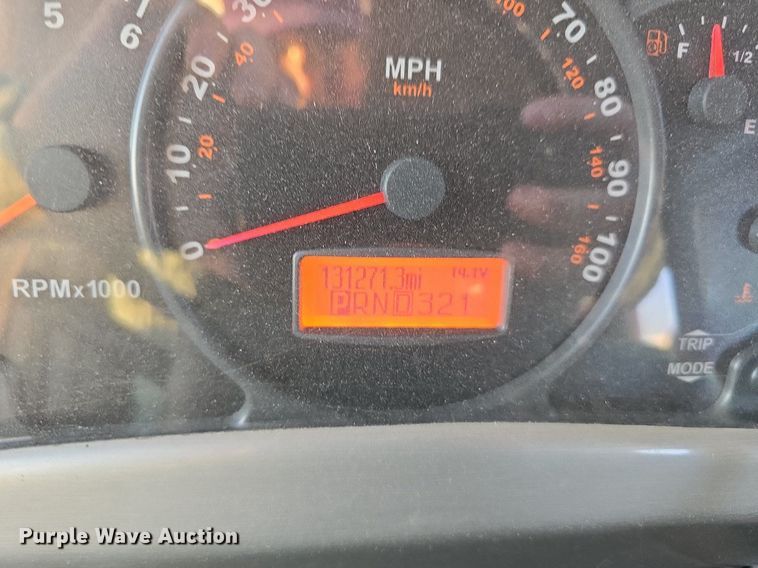 5
7
6
0
10
20
30
70
80
90
100
20
40
100
120
140
160
MPH
km/h
F
1/2
E
RPMx1000
131271.3mi 14.1V
PRND321
TRIP
MODE
Purple Wave Auction